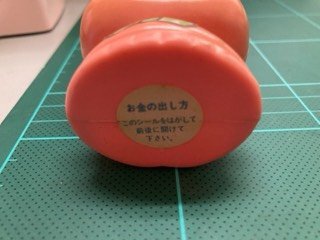 お金の出し方
このシールをはがして
前後に開けて
下さい。